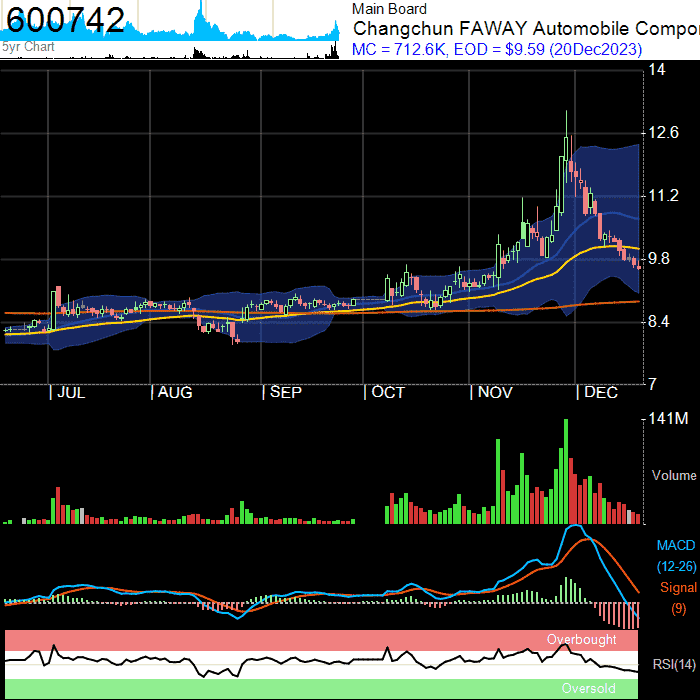 600742
5yr Chart
Main Board
Changchun FAWAY Automobile Compor
MC = 712.6K, EOD = $9.59 (20Dec2023)
14
12.6
11.2
9.8
8.4
7
JUL AUG SEP OCT NOV DEC
141M
Volume
MACD
(12-26)
Signal
(9)
Overbought
RSI(14)
Oversold